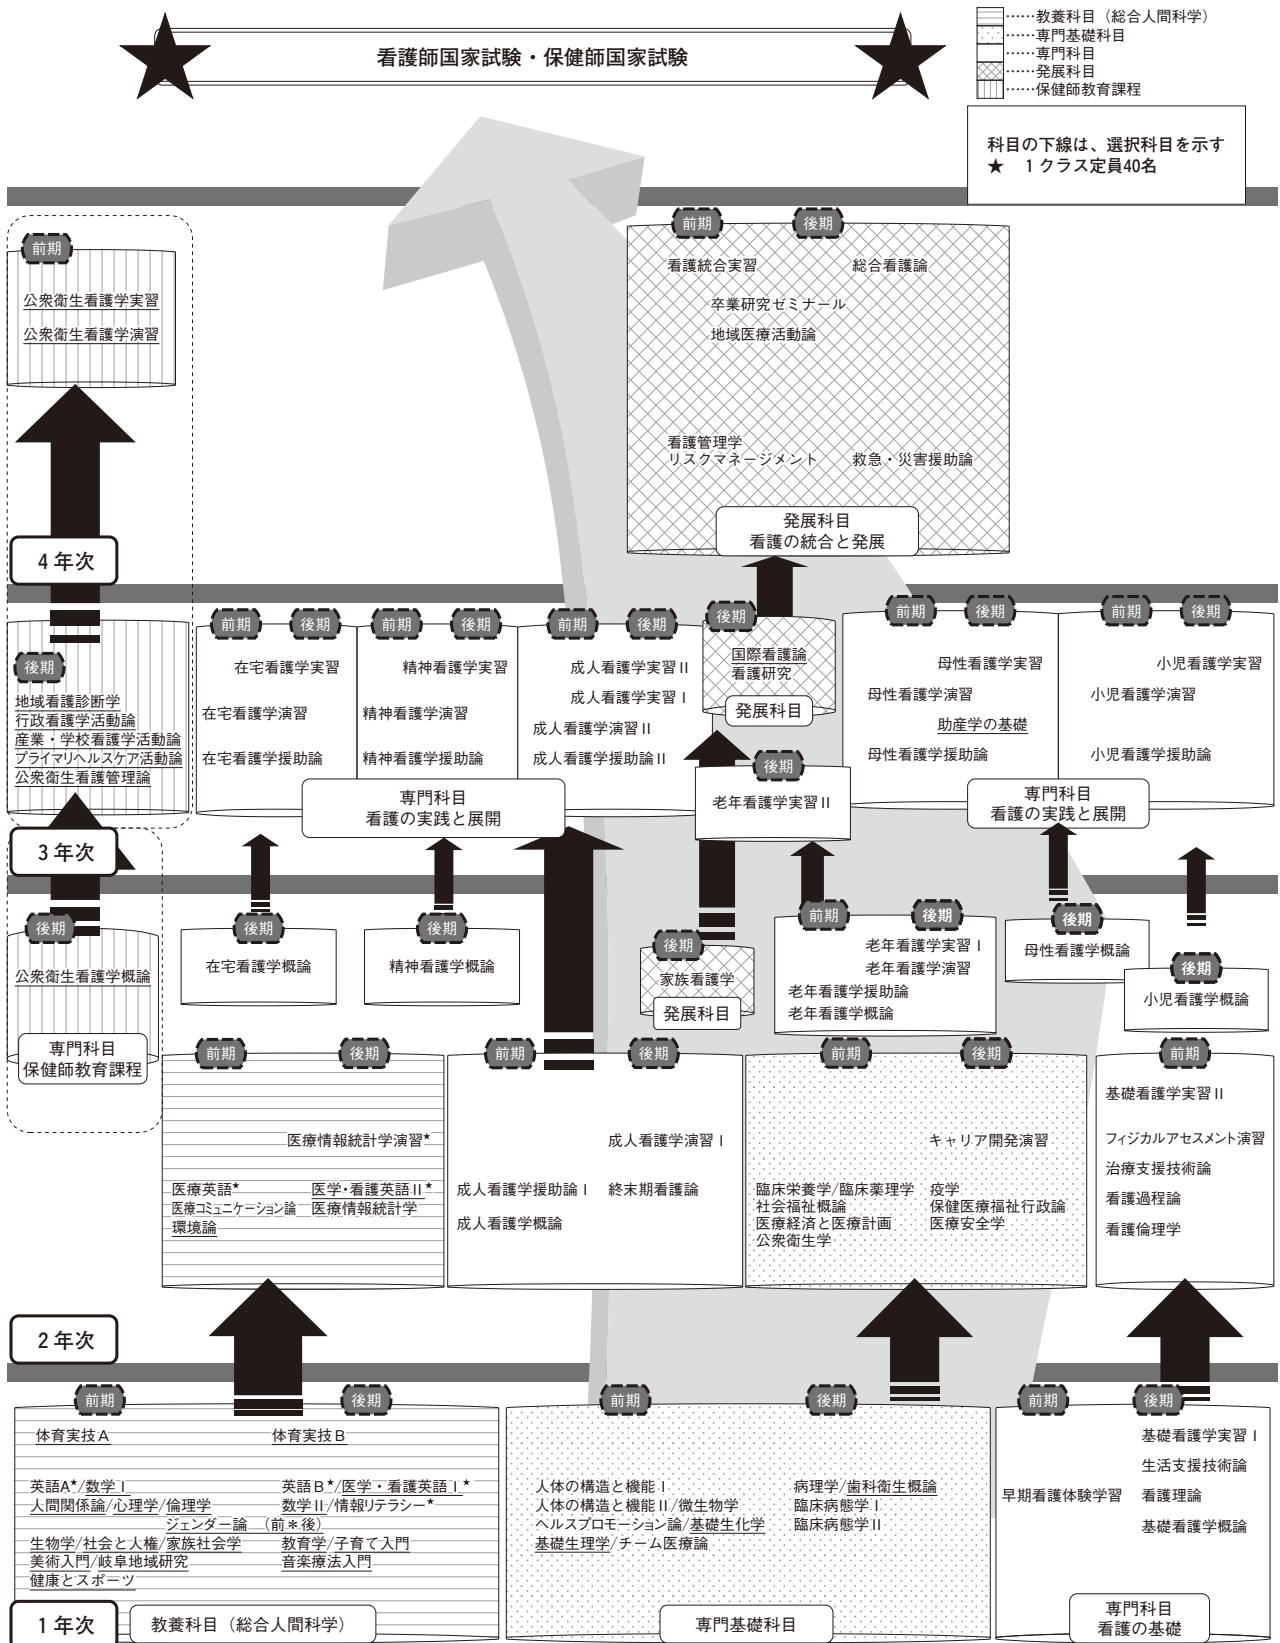 看護師国家試験・保健師国家試験
……教養科目（総合人間科学）
……専門基礎科目
……専門科目
……発展科目
……保健師教育課程
科目の下線は、選択科目を示す
★　1クラス定員40名
前期
公衆衛生看護学実習
公衆衛生看護学演習
前期　後期
看護統合実習　総合看護論
卒業研究ゼミナール
地域医療活動論
看護管理学
リスクマネージメント　救急・災害援助論
発展科目
看護の統合と発展
4年次
後期
地域看護診断学
行政看護学活動論
産業・学校看護学活動論
プライマリヘルスケア活動論
公衆衛生看護管理論
前期　後期
在宅看護学実習
在宅看護学演習
在宅看護学援助論
前期　後期
精神看護学実習
精神看護学演習
精神看護学援助論
前期　後期
成人看護学実習Ⅱ
成人看護学実習Ⅰ
成人看護学演習Ⅱ
成人看護学援助論Ⅱ
専門科目
看護の実践と展開
後期
国際看護論
看護研究
発展科目
後期
老年看護学実習Ⅱ
前期　後期
母性看護学実習
母性看護学演習
助産学の基礎
母性看護学援助論
前期　後期
小児看護学実習
小児看護学演習
小児看護学援助論
専門科目
看護の実践と展開
3年次
後期
公衆衛生看護学概論
専門科目
保健師教育課程
後期
在宅看護学概論
後期
精神看護学概論
後期
家族看護学
発展科目
前期　後期
老年看護学実習Ⅰ
老年看護学演習
老年看護学援助論
老年看護学概論
後期
母性看護学概論
後期
小児看護学概論
前期　後期
医療情報統計学演習★
医療英語★　医学・看護英語Ⅱ★
医療コミュニケーション論　医療情報統計学
環境論
前期　後期
成人看護学演習Ⅰ
成人看護学援助論Ⅰ　終末期看護論
成人看護学概論
前期　後期
キャリア開発演習
臨床栄養学/臨床薬理学　疫学
社会福祉概論　保健医療福祉行政論
医療経済と医療計画　医療安全学
公衆衛生学
前期
基礎看護学実習Ⅱ
フィジカルアセスメント演習
治療支援技術論
看護過程論
看護倫理学
2年次
前期　後期
体育実技A　体育実技B
英語A★/数学Ⅰ　英語B★/医学・看護英語Ⅰ★
人間関係論/心理学/倫理学　数学Ⅱ/情報リテラシー★
ジェンダー論　（前＊後）
生物学/社会と人権/家族社会学　教育学/子育て入門
美術入門/岐阜地域研究　音楽療法入門
健康とスポーツ
1年次
教養科目（総合人間科学）
前期　後期
人体の構造と機能Ⅰ　病理学/歯科衛生概論
人体の構造と機能Ⅱ/微生物学　臨床病態学Ⅰ
ヘルスプロモーション論/基礎生化学　臨床病態学Ⅱ
基礎生理学/チーム医療論
専門基礎科目
前期　後期
基礎看護学実習Ⅰ
生活支援技術論
早期看護体験学習　看護理論
基礎看護学概論
専門科目
看護の基礎